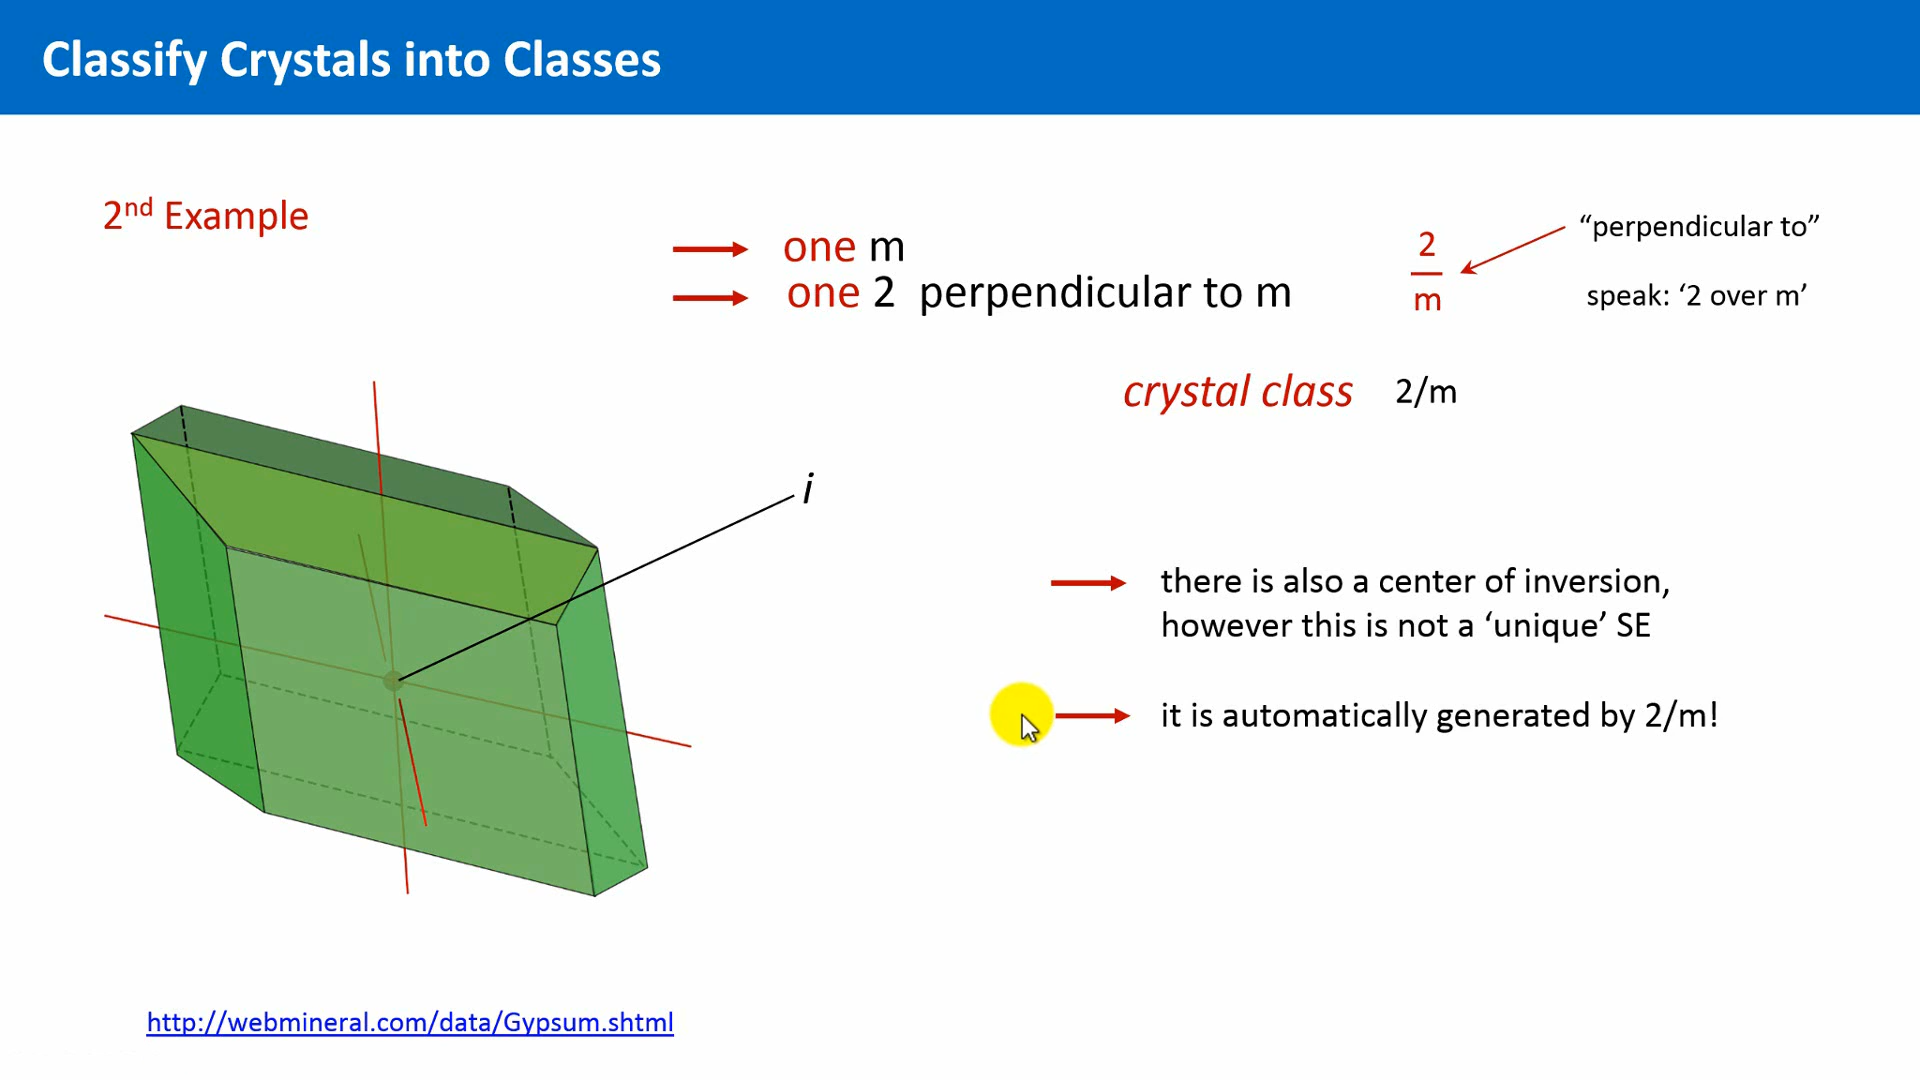 Classify Crystals into Classes
2nd Example
one m
one 2 perpendicular to m
2
m
“perpendicular to”
speak: ‘2 over m’
crystal class 2/m
i
there is also a center of inversion,
however this is not a ‘unique’ SE
it is automatically generated by 2/m!
http://webmineral.com/data/Gypsum.shtml